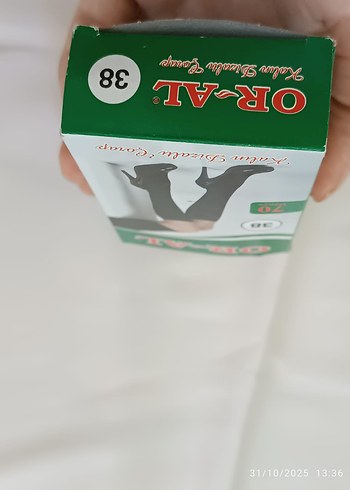 OR-AL®
Kalın Dizaltı Çorap
38
Kalın Dizaltı Çorap
70
38
OR-AL
31/10/2025 13:36